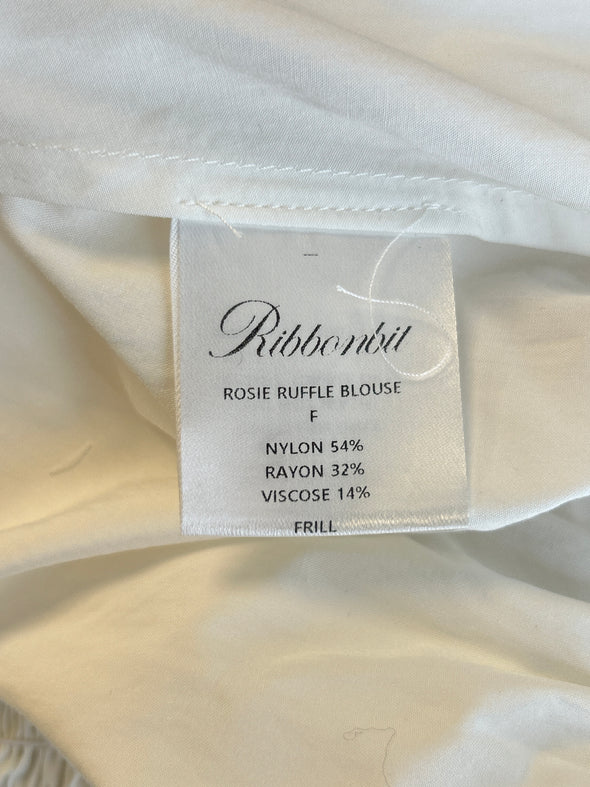 Ribbonbit
ROSIE RUFFLE BLOUSE
F
NYLON 54%
RAYON 32%
VISCOSE 14%
FRILL